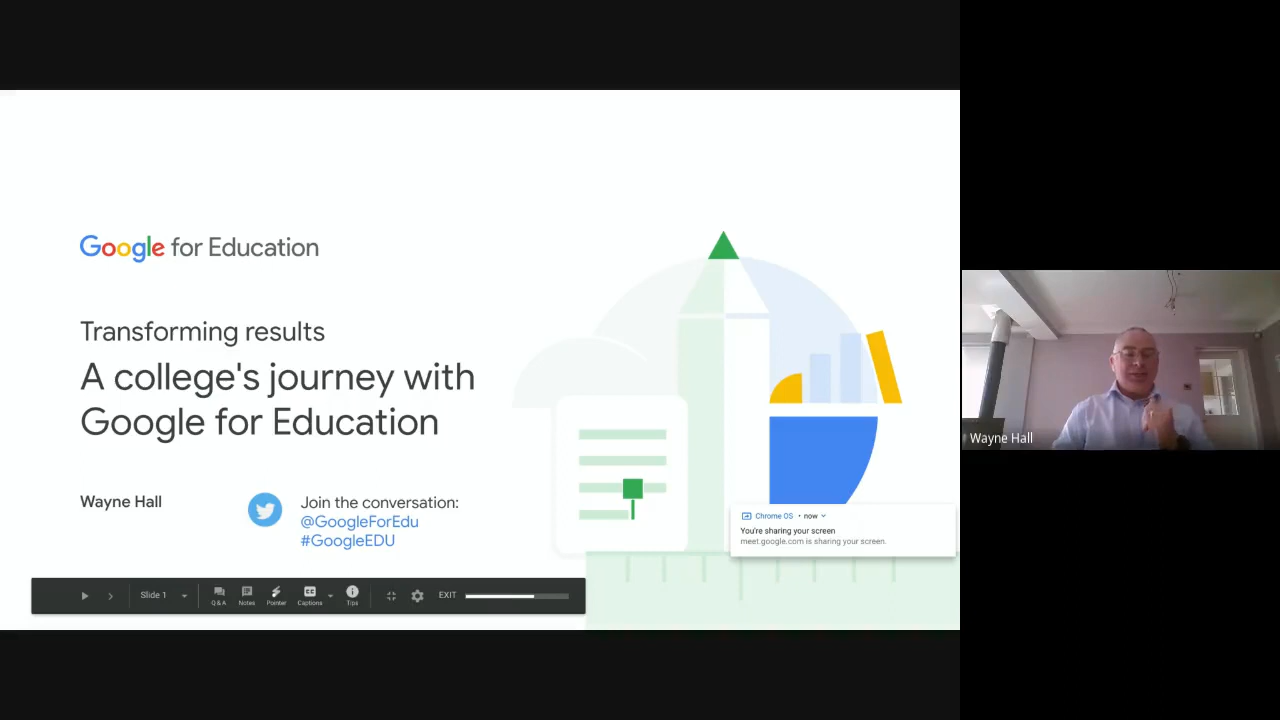 Google for Education
Transforming results
A college's journey with
Google for Education
Wayne Hall
Join the conversation:
@GoogleForEdu
#GoogleEDU
Chrome OS • now
You're sharing your screen
meet.google.com is sharing your screen.
Slide 1
Q&A
Notes
Pointer
Captions
Tips
EXIT
Wayne Hall